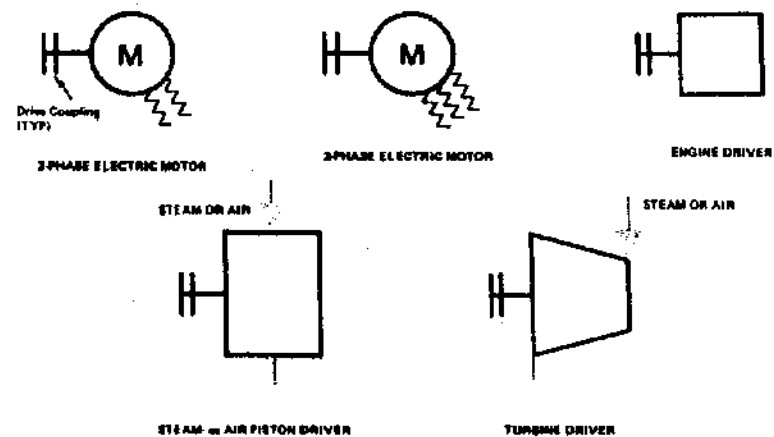 M
M
Drive Coupling
(TYP)
2-PHASE ELECTRIC MOTOR
3-PHASE ELECTRIC MOTOR
ENGINE DRIVER
STEAM OR AIR
STEAM OR AIR
STEAM- or AIR PISTON DRIVER
TURBINE DRIVER